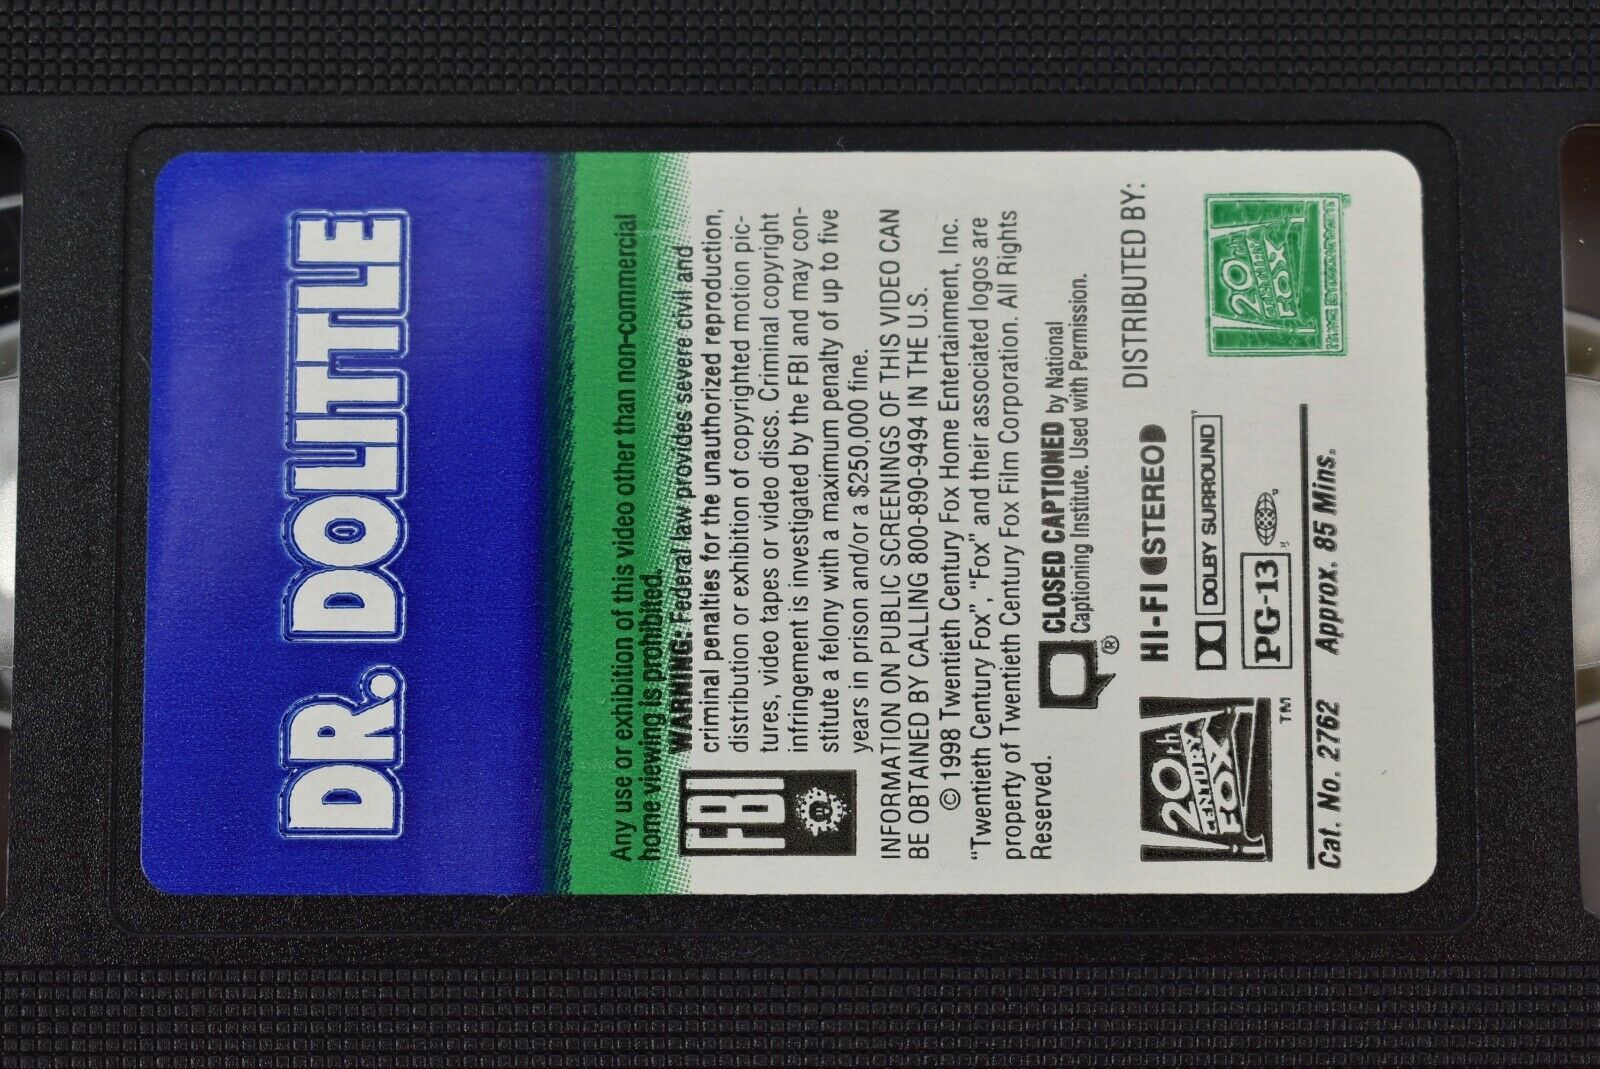 DR. DOLITTLE
Any use or exhibition of this video other than non-commercial
home viewing is prohibited.
FBI
WARNING: Federal law provides severe civil and
criminal penalties for the unauthorized reproduction,
distribution or exhibition of copyrighted motion pic-
tures, video tapes or video discs. Criminal copyright
infringement is investigated by the FBI and may con-
stitute a felony with a maximum penalty of up to five
years in prison and/or a $250,000 fine.
INFORMATION ON PUBLIC SCREENINGS OF THIS VIDEO CAN
BE OBTAINED BY CALLING 800-890-9494 IN THE U.S.
© 1998 Twentieth Century Fox Home Entertainment, Inc.
"Twentieth Century Fox", "Fox" and their associated logos are
property of Twentieth Century Fox Film Corporation. All Rights
Reserved.
CLOSED CAPTIONED by National
Captioning Institute. Used with Permission.
®
20th
CENTURY
FOX
TM
HI-FI STEREO
DOLBY SURROUND
PG-13
DISTRIBUTED BY:
20th
CENTURY
FOX
HOME ENTERTAINMENT
Cat. No. 2762 Approx. 85 Mins.